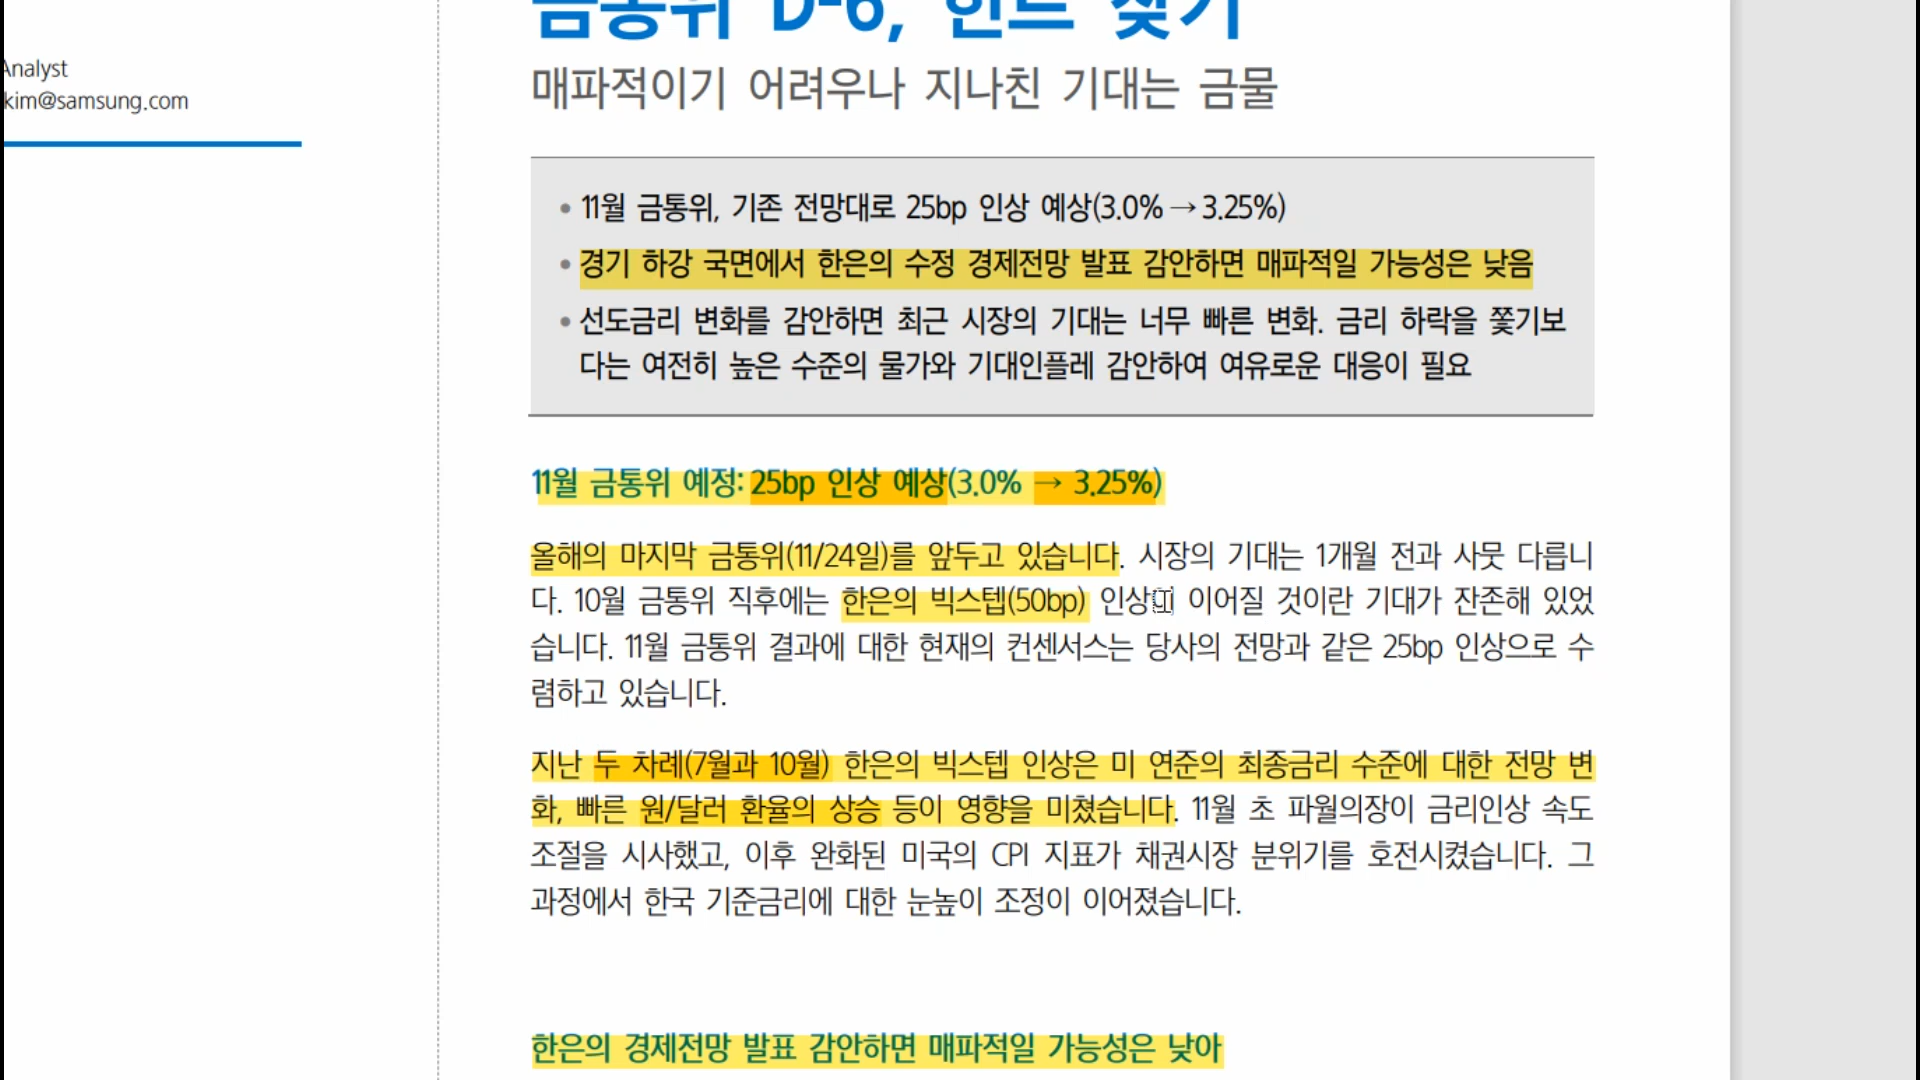 금통위 D-6, 힌트 찾기
Analyst
kim@samsung.com
매파적이기 어려우나 지나친 기대는 금물
• 11월 금통위, 기존 전망대로 25bp 인상 예상(3.0% → 3.25%)
• 경기 하강 국면에서 한은의 수정 경제전망 발표 감안하면 매파적일 가능성은 낮음
• 선도금리 변화를 감안하면 최근 시장의 기대는 너무 빠른 변화. 금리 하락을 쫓기보
다는 여전히 높은 수준의 물가와 기대인플레 감안하여 여유로운 대응이 필요
11월 금통위 예정: 25bp 인상 예상(3.0% → 3.25%)
올해의 마지막 금통위(11/24일)를 앞두고 있습니다. 시장의 기대는 1개월 전과 사뭇 다릅니
다. 10월 금통위 직후에는 한은의 빅스텝(50bp) 인상이 이어질 것이란 기대가 잔존해 있었
습니다. 11월 금통위 결과에 대한 현재의 컨센서스는 당사의 전망과 같은 25bp 인상으로 수
렴하고 있습니다.
지난 두 차례(7월과 10월) 한은의 빅스텝 인상은 미 연준의 최종금리 수준에 대한 전망 변
화, 빠른 원/달러 환율의 상승 등이 영향을 미쳤습니다. 11월 초 파월의장이 금리인상 속도
조절을 시사했고, 이후 완화된 미국의 CPI 지표가 채권시장 분위기를 호전시켰습니다. 그
과정에서 한국 기준금리에 대한 눈높이 조정이 이어졌습니다.
한은의 경제전망 발표 감안하면 매파적일 가능성은 낮아